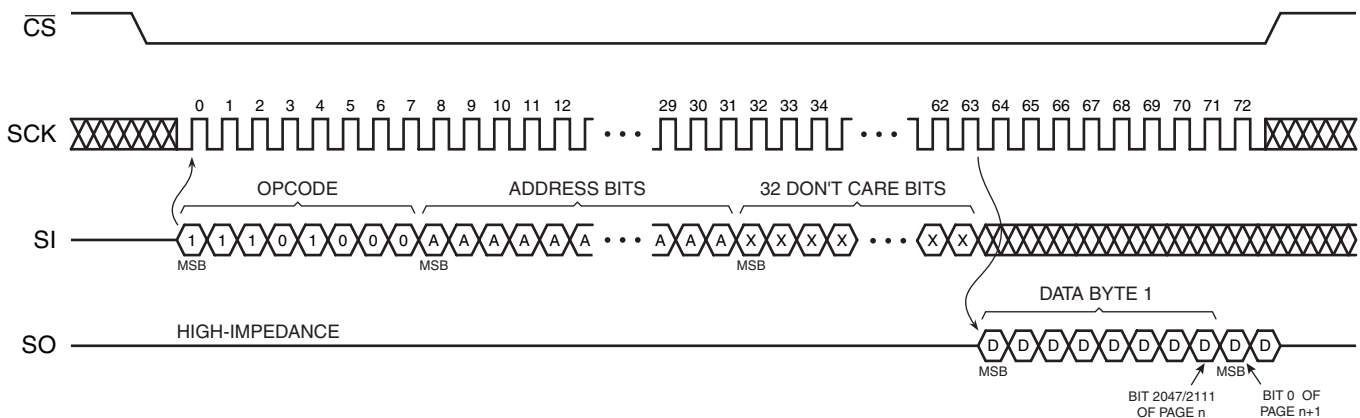 CS
0 1 2 3 4 5 6 7 8 9 10 11 12 29 30 31 32 33 34 62 63 64 65 66 67 68 69 70 71 72
SCK
OPCODE ADDRESS BITS 32 DON'T CARE BITS
SI 1 1 1 0 1 0 0 0 A A A A A A A A A X X X X X X
MSB MSB MSB
DATA BYTE 1
HIGH-IMPEDANCE
SO D D D D D D D D D D
MSB MSB
BIT 2047/2111
OF PAGE n
BIT 0 OF
PAGE n+1